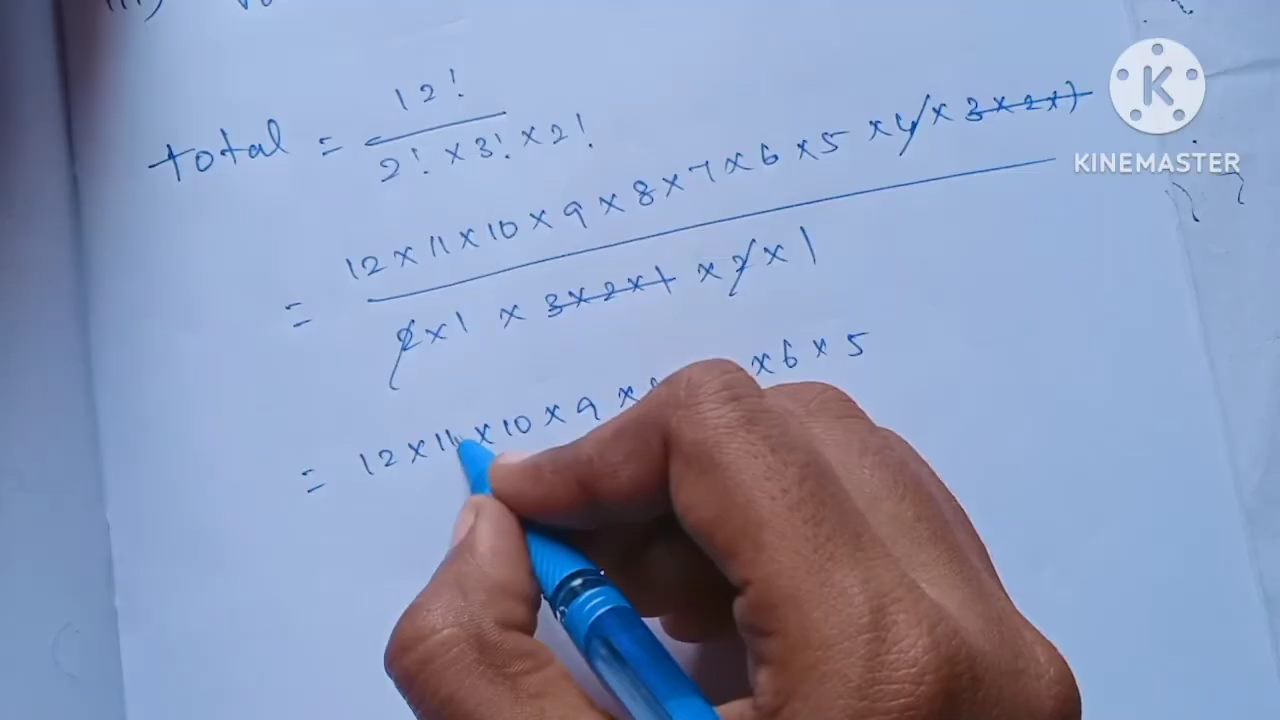 total = 12! / 2! × 3! × 2!
= 12 × 11 × 10 × 9 × 8 × 7 × 6 × 5 × 4 × 3 × 2 × 1 / 2 × 1 × 3 × 2 × 1 × 2 × 1
= 12 × 11 × 10 × 9 × × 6 × 5
KINEMASTER